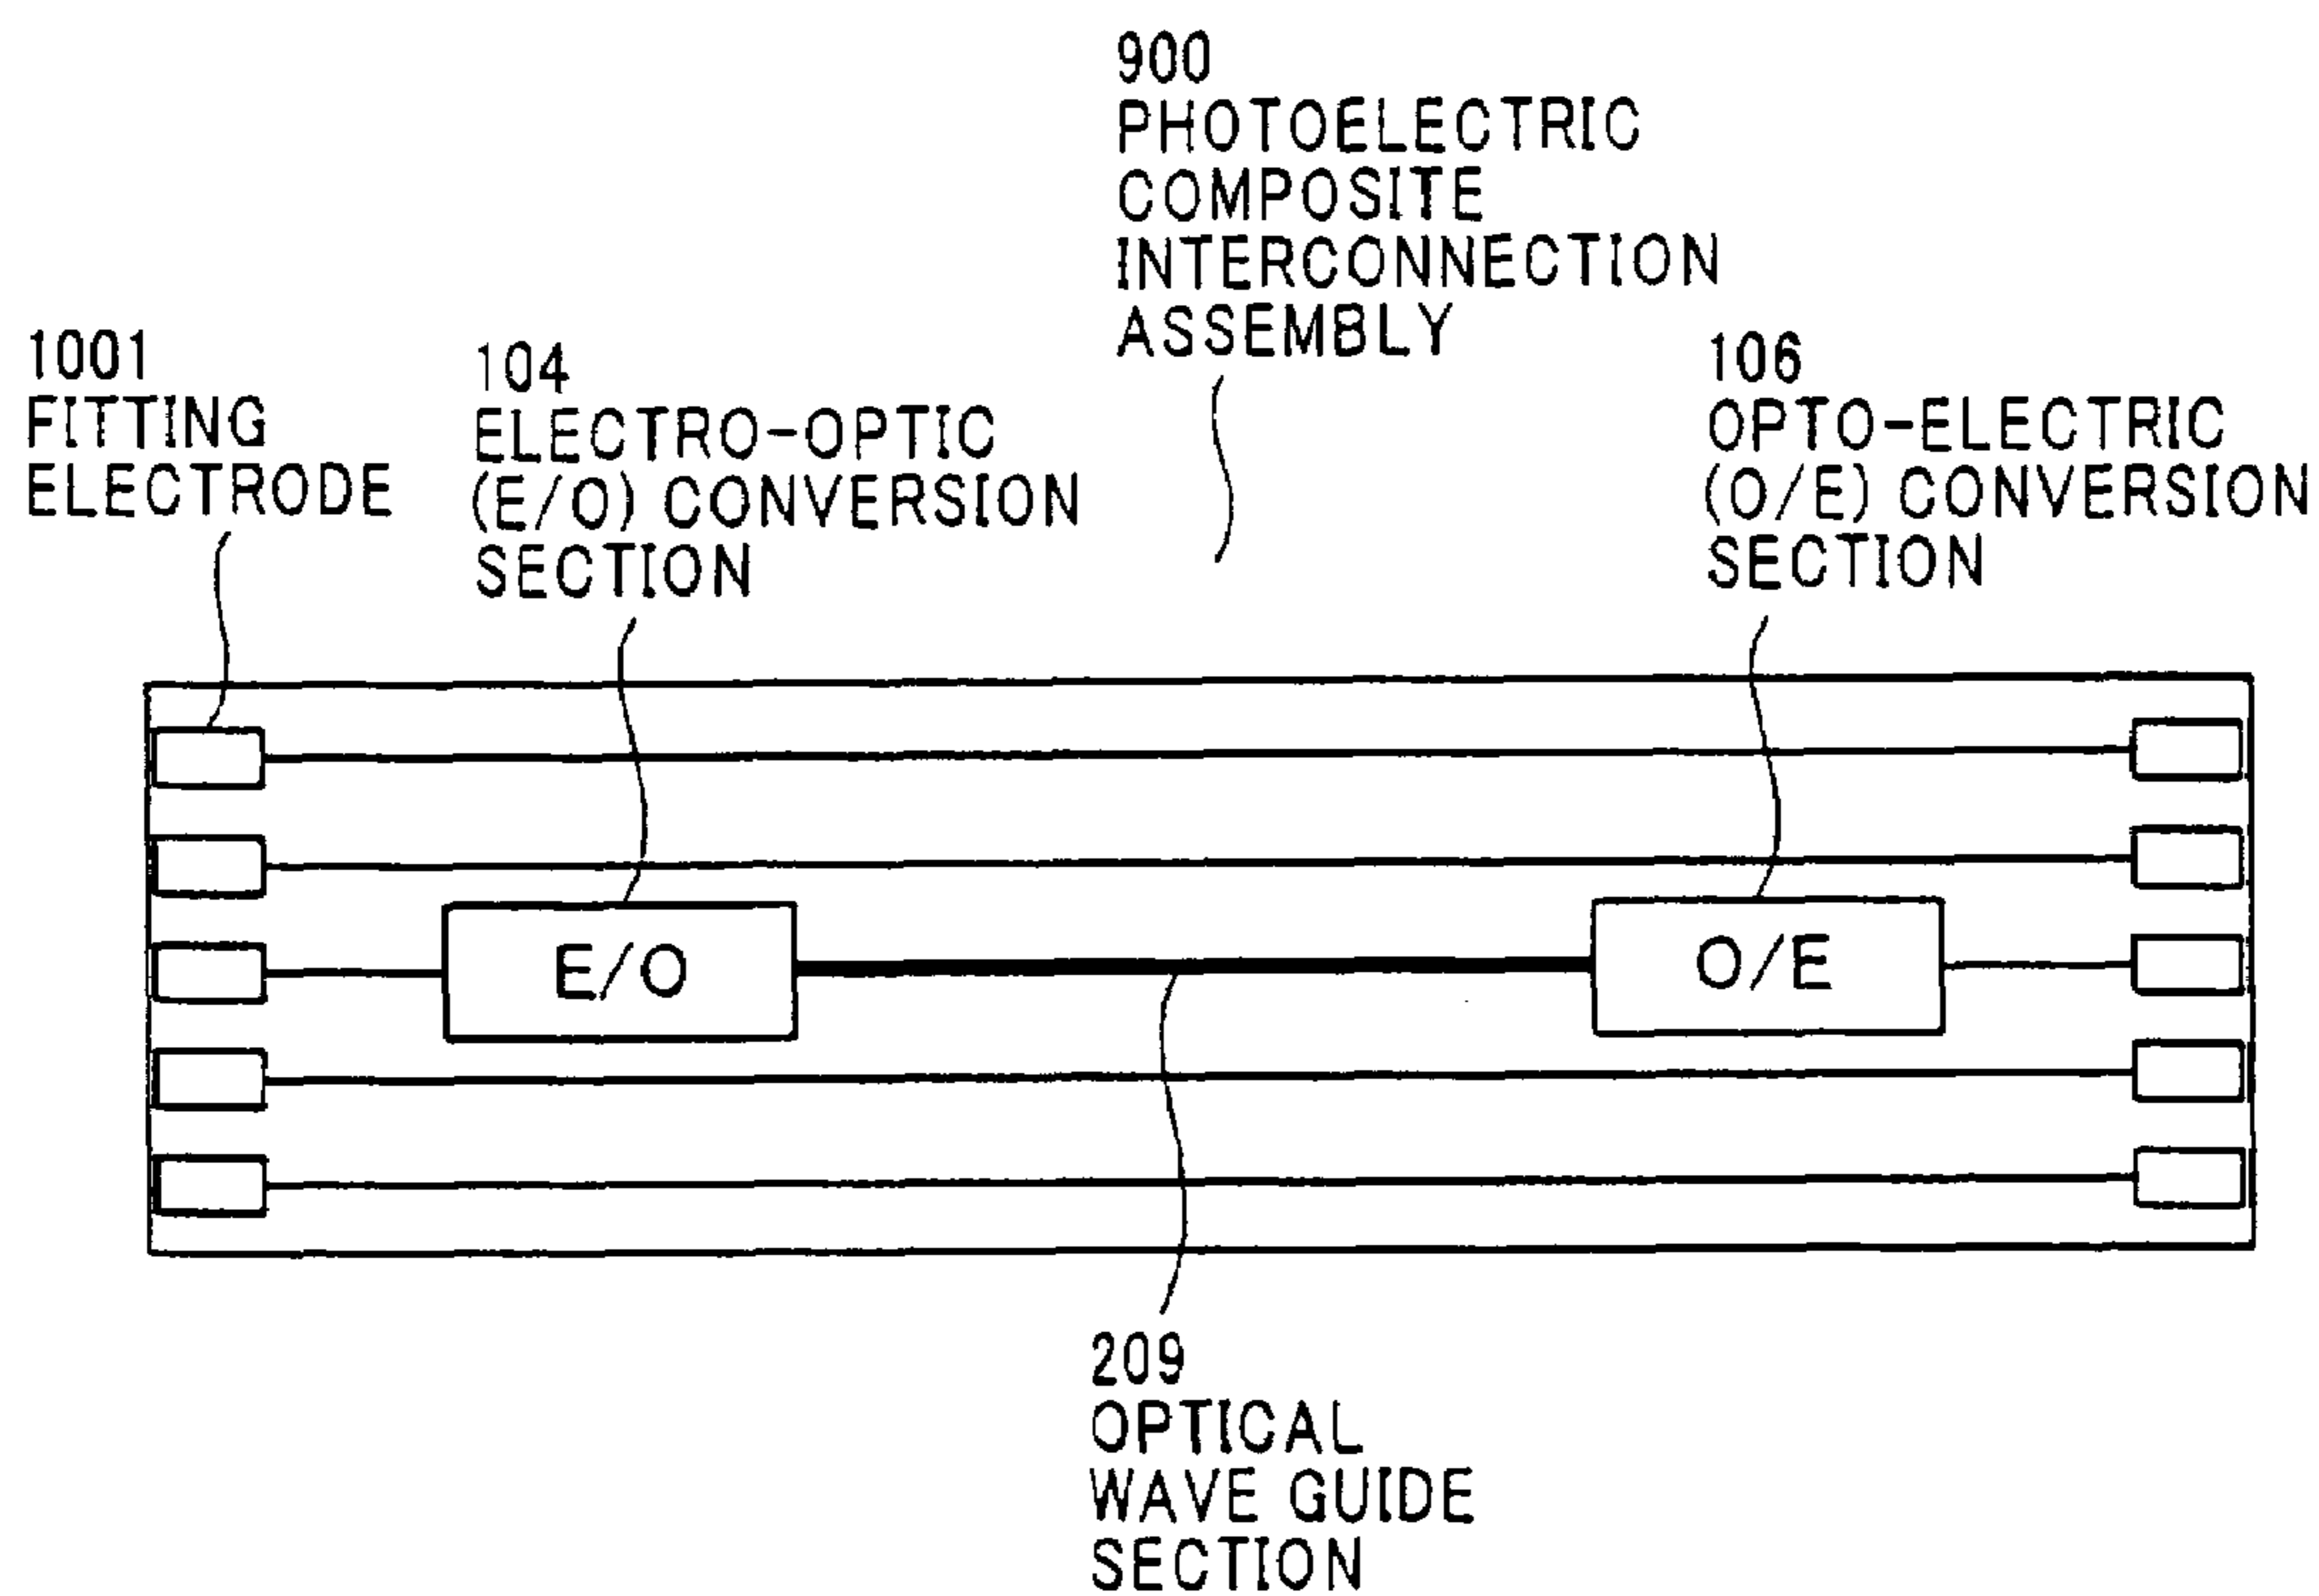 900
PHOTOELECTRIC
COMPOSITE
INTERCONNECTION
ASSEMBLY
1001
FITTING
ELECTRODE
104
ELECTRO-OPTIC
(E/O) CONVERSION
SECTION
106
OPTO-ELECTRIC
(O/E) CONVERSION
SECTION
E/O
O/E
209
OPTICAL
WAVE GUIDE
SECTION